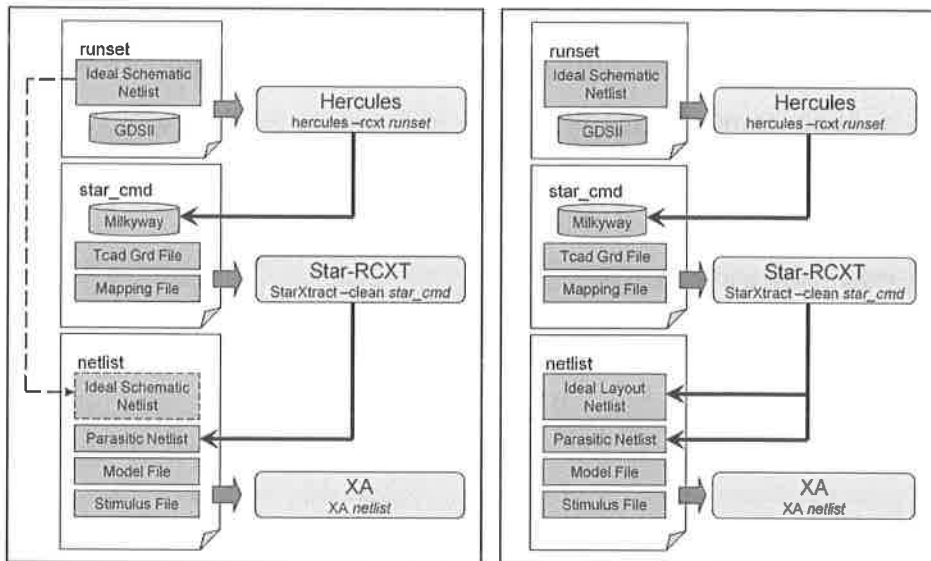 runset
Ideal Schematic
Netlist
GDSII
Hercules
hercules –rcxt runset
star_cmd
Milkyway
Tcad Grd File
Mapping File
Star-RCXT
StarXtract –clean star_cmd
netlist
Ideal Schematic
Netlist
Parasitic Netlist
Model File
Stimulus File
XA
XA netlist
runset
Ideal Schematic
Netlist
GDSII
Hercules
hercules –rcxt runset
star_cmd
Milkyway
Tcad Grd File
Mapping File
Star-RCXT
StarXtract –clean star_cmd
netlist
Ideal Layout
Netlist
Parasitic Netlist
Model File
Stimulus File
XA
XA netlist